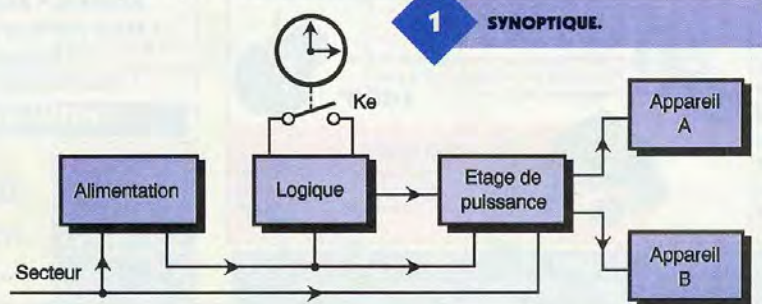 1 SYNOPTIQUE.
Ke
Appareil
A
Alimentation
Logique
Etage de
puissance
Secteur
Appareil
B